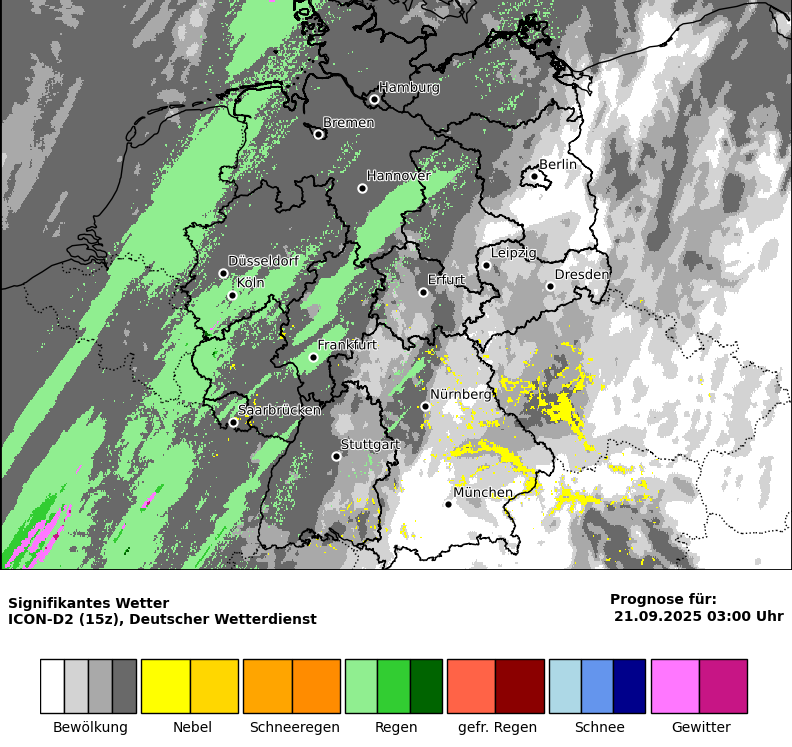 Hamburg
Bremen
Berlin
Hannover
Leipzig
Düsseldorf
Dresden
Köln
Erfurt
Frankfurt
Nürnberg
Saarbrücken
Stuttgart
München
Signifikantes Wetter
ICON-D2 (15z), Deutscher Wetterdienst
Prognose für:
21.09.2025 03:00 Uhr
Bewölkung
Nebel
Schneeregen
Regen
gefr. Regen
Schnee
Gewitter